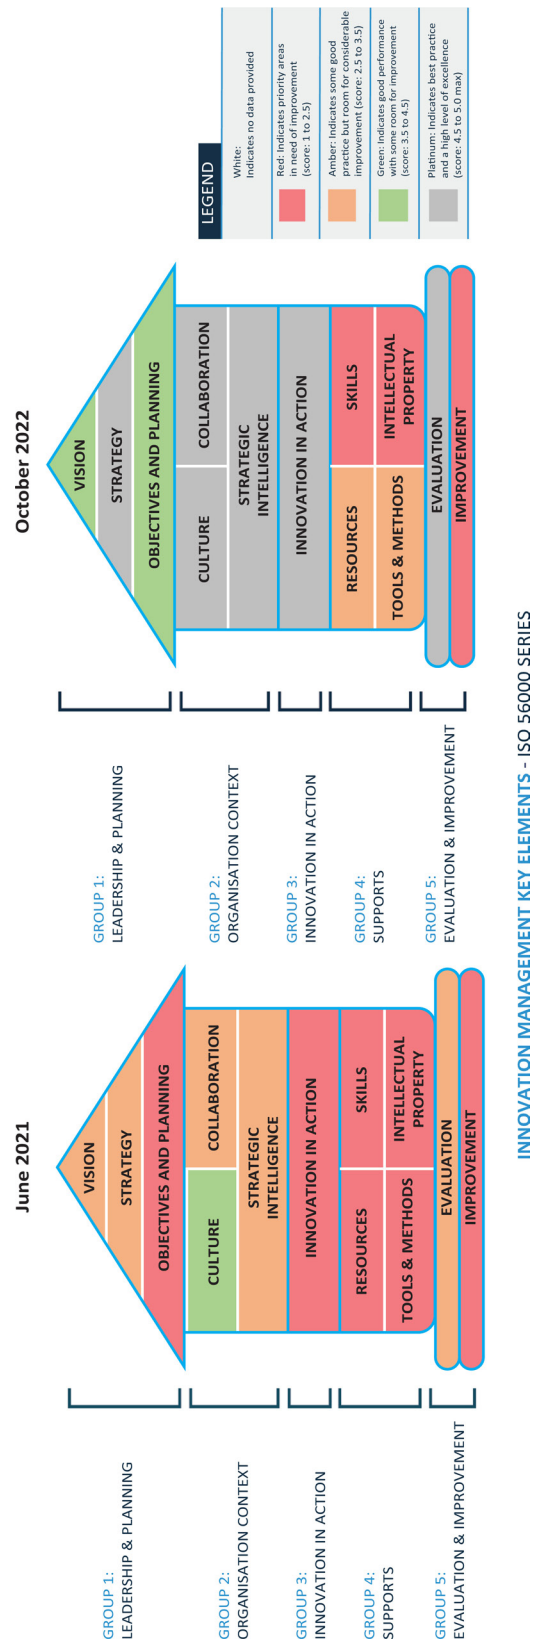 June 2021
GROUP 1:
LEADERSHIP & PLANNING
GROUP 2:
ORGANISATION CONTEXT
GROUP 3:
INNOVATION IN ACTION
GROUP 4:
SUPPORTS
GROUP 5:
EVALUATION & IMPROVEMENT
VISION
STRATEGY
OBJECTIVES AND PLANNING
CULTURE
COLLABORATION
STRATEGIC
INTELLIGENCE
INNOVATION IN ACTION
RESOURCES
SKILLS
TOOLS & METHODS
INTELLECTUAL
PROPERTY
EVALUATION
IMPROVEMENT
October 2022
GROUP 1:
LEADERSHIP & PLANNING
GROUP 2:
ORGANISATION CONTEXT
GROUP 3:
INNOVATION IN ACTION
GROUP 4:
SUPPORTS
GROUP 5:
EVALUATION & IMPROVEMENT
VISION
STRATEGY
OBJECTIVES AND PLANNING
CULTURE
COLLABORATION
STRATEGIC
INTELLIGENCE
INNOVATION IN ACTION
RESOURCES
SKILLS
TOOLS & METHODS
INTELLECTUAL
PROPERTY
EVALUATION
IMPROVEMENT
LEGEND
White:
Indicates no data provided
Red: Indicates priority areas
in need of improvement
(score: 1 to 2.5)
Amber: Indicates some good
practice but room for considerable
improvement (score: 2.5 to 3.5)
Green: Indicates good performance
with some room for improvement
(score: 3.5 to 4.5)
Platinum: Indicates best practice
and a high level of excellence
(score: 4.5 to 5.0 max)
INNOVATION MANAGEMENT KEY ELEMENTS - ISO 56000 SERIES